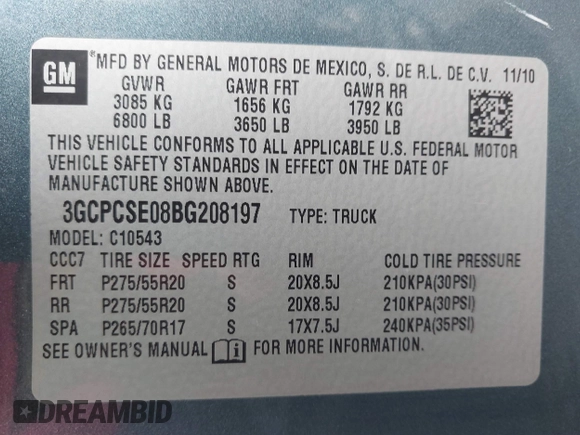 GM ® MFD BY GENERAL MOTORS DE MEXICO, S. DE R.L. DE C.V. 11/10
GVWR GAWR FRT GAWR RR
3085 KG 1656 KG 1792 KG
6800 LB 3650 LB 3950 LB
THIS VEHICLE CONFORMS TO ALL APPLICABLE U.S. FEDERAL MOTOR
VEHICLE SAFETY STANDARDS IN EFFECT ON THE DATE OF
MANUFACTURE SHOWN ABOVE.
3GCPCSE08BG208197 TYPE: TRUCK
MODEL: C10543
CCC7 TIRE SIZE SPEED RTG RIM COLD TIRE PRESSURE
FRT P275/55R20 S 20X8.5J 210KPA(30PSI)
RR P275/55R20 S 20X8.5J 210KPA(30PSI)
SPA P265/70R17 S 17X7.5J 240KPA(35PSI)
SEE OWNER'S MANUAL i FOR MORE INFORMATION.
DREAMBID